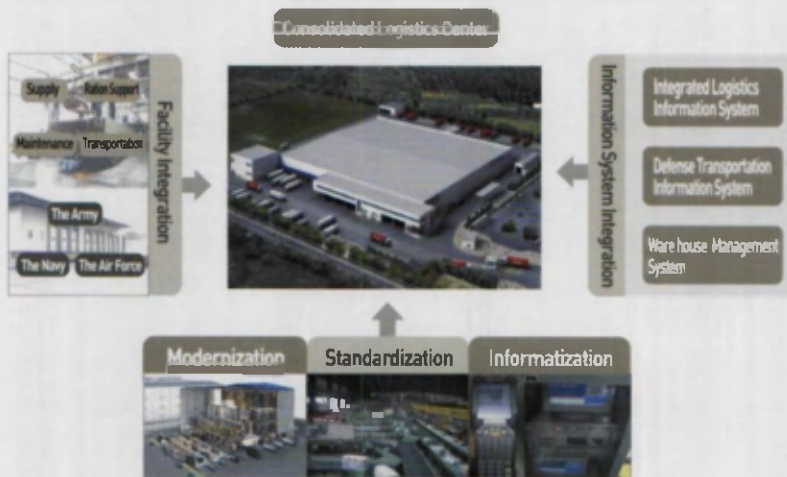 Consolidated Logistics Center
Supply
Ration Support
Maintenance
Transportation
The Army
The Navy
The Air Force
Facility Integration
Information System Integration
Integrated Logistics
Information System
Defense Transportation
Information System
Ware house Management
System
Modernization
Standardization
Informatization